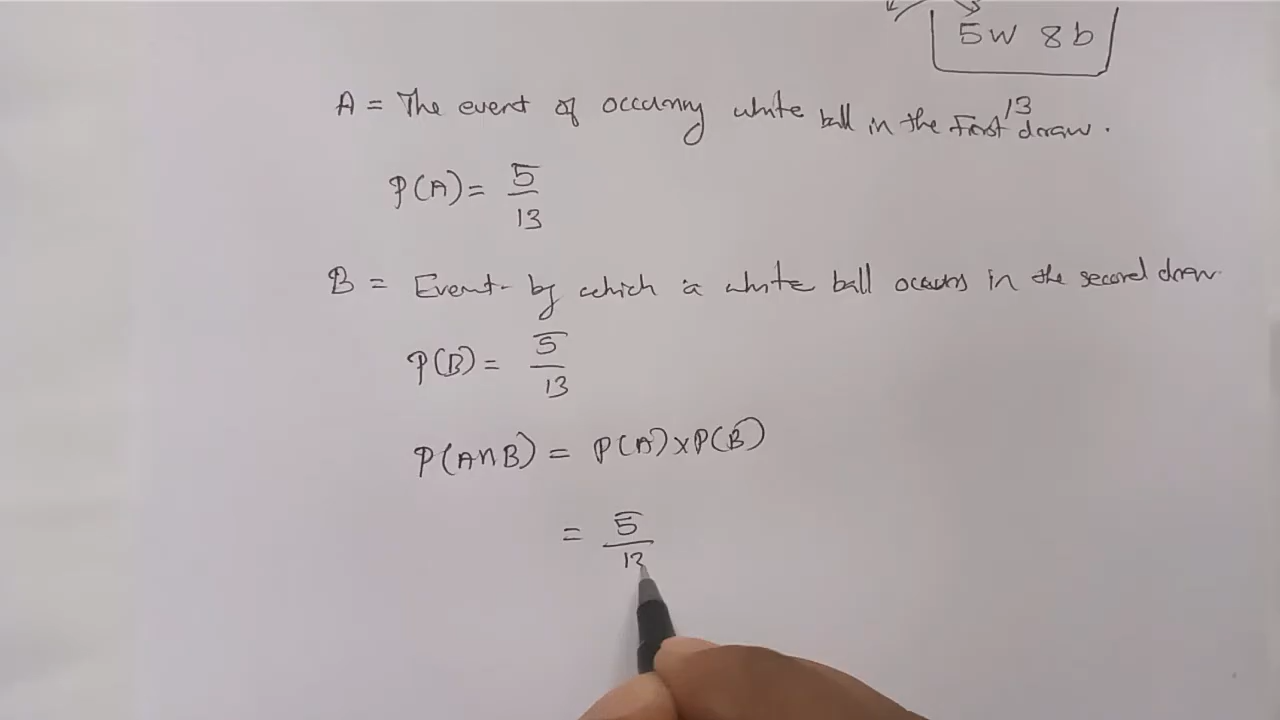 5w 8b
13
A = The event of occurring white ball in the First draw.
P(A) = 5/13
B = Event by which a white ball occurs in the second draw
P(B) = 5/13
P(A∩B) = P(A)×P(B)
= 5/13